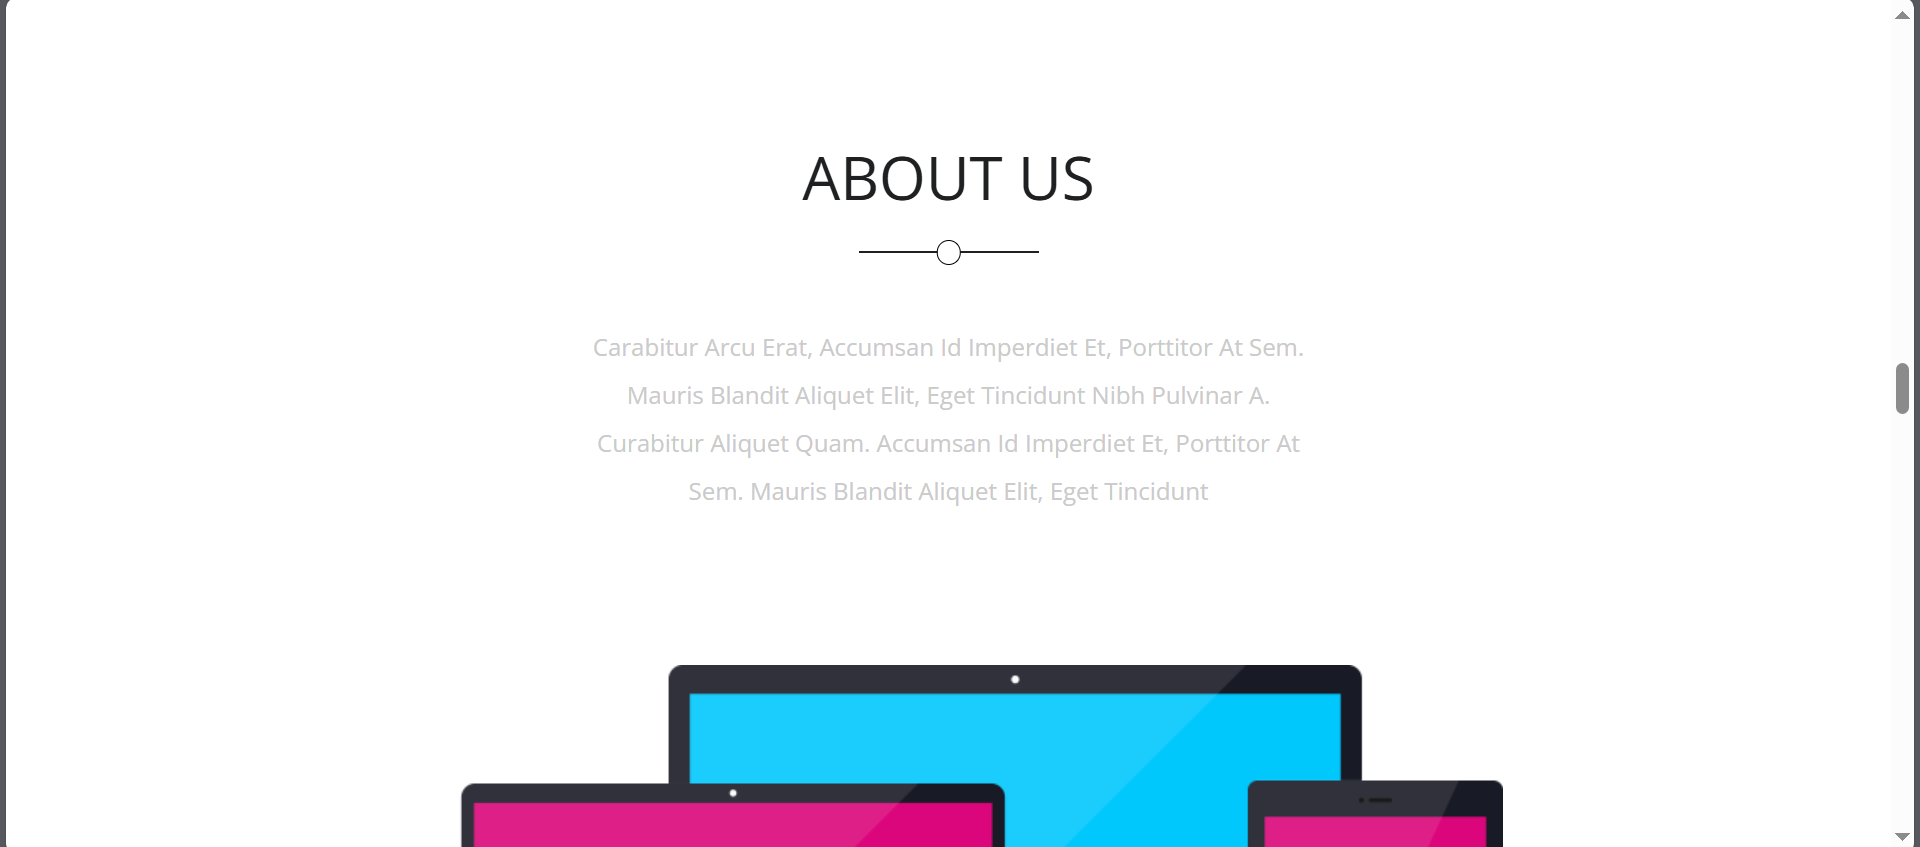 ABOUT US
Carabitur Arcu Erat, Accumsan Id Imperdiet Et, Porttitor At Sem.
Mauris Blandit Aliquet Elit, Eget Tincidunt Nibh Pulvinar A.
Curabitur Aliquet Quam. Accumsan Id Imperdiet Et, Porttitor At
Sem. Mauris Blandit Aliquet Elit, Eget Tincidunt